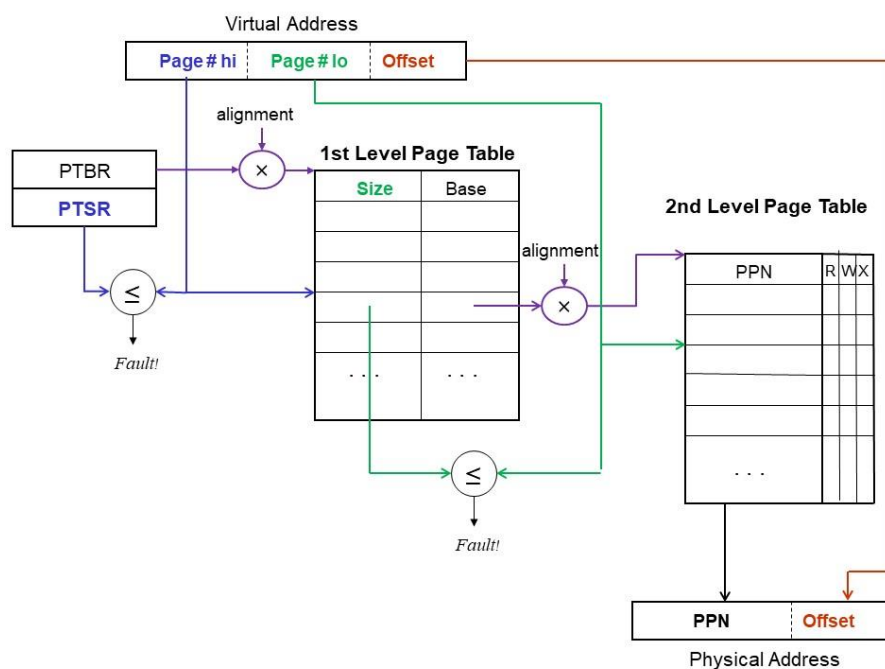 Virtual Address
Page # hi Page # lo Offset
alignment
1st Level Page Table
PTBR
×
Size Base
PTSR
2nd Level Page Table
alignment
PPN R W X
≤
×
Fault!
. . . . . .
≤
. . .
Fault!
PPN Offset
Physical Address